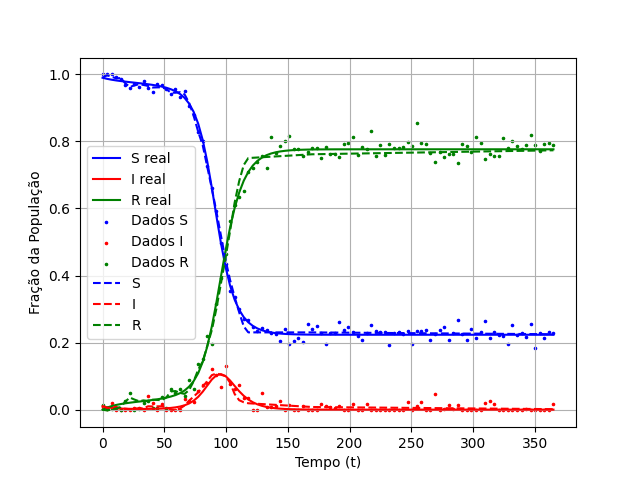 1.0
0.8
0.6
0.4
0.2
0.0
Fração da População
S real
I real
R real
Dados S
Dados I
Dados R
S
I
R
0 50 100 150 200 250 300 350
Tempo (t)